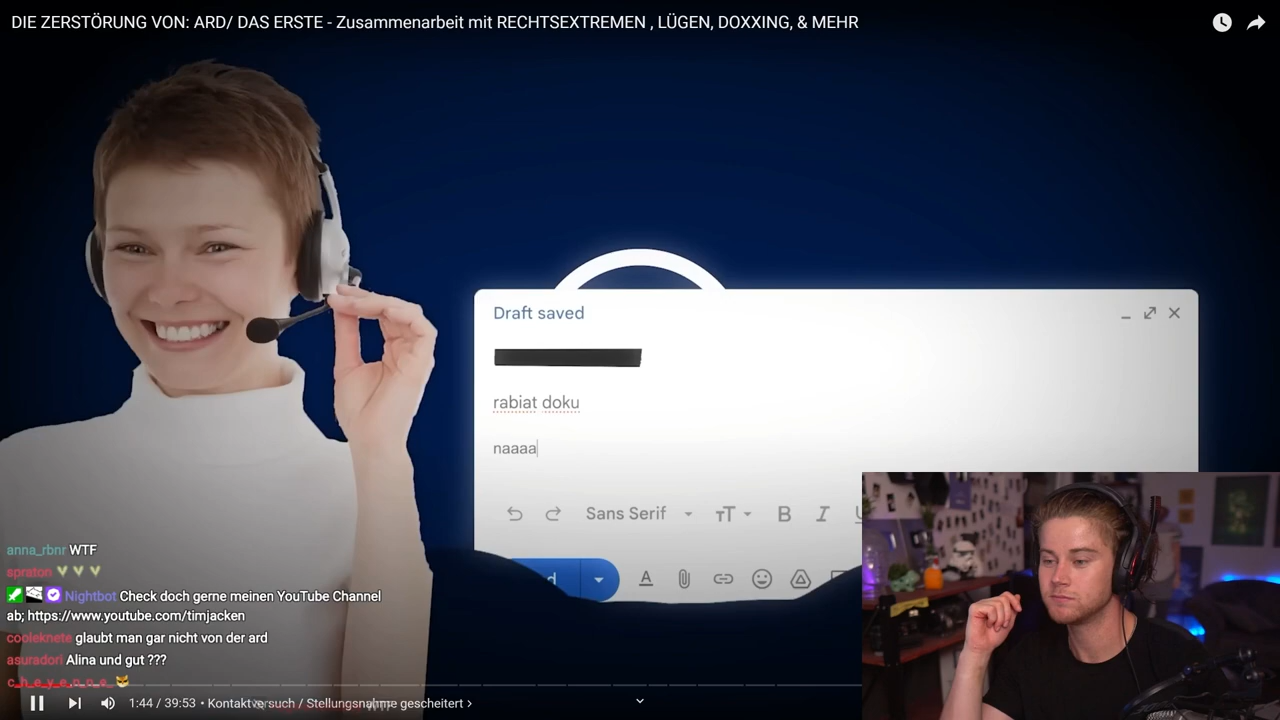 DIE ZERSTÖRUNG VON: ARD/ DAS ERSTE - Zusammenarbeit mit RECHTSEXTREMEN , LÜGEN, DOXXING, & MEHR
Draft saved
rabiat doku
naaaa
Sans Serif
anna_rbnr WTF
apraton
Nightbot Check doch gerne meinen YouTube Channel
ab; https://www.youtube.com/timjacken
cooleknete glaubt man gar nicht von der ard
asuradori Alina und gut ???
c_h_e_y_e_n_n_e_
1:44 / 39:53 • Kontaktversuch / Stellungsnahme gescheitert